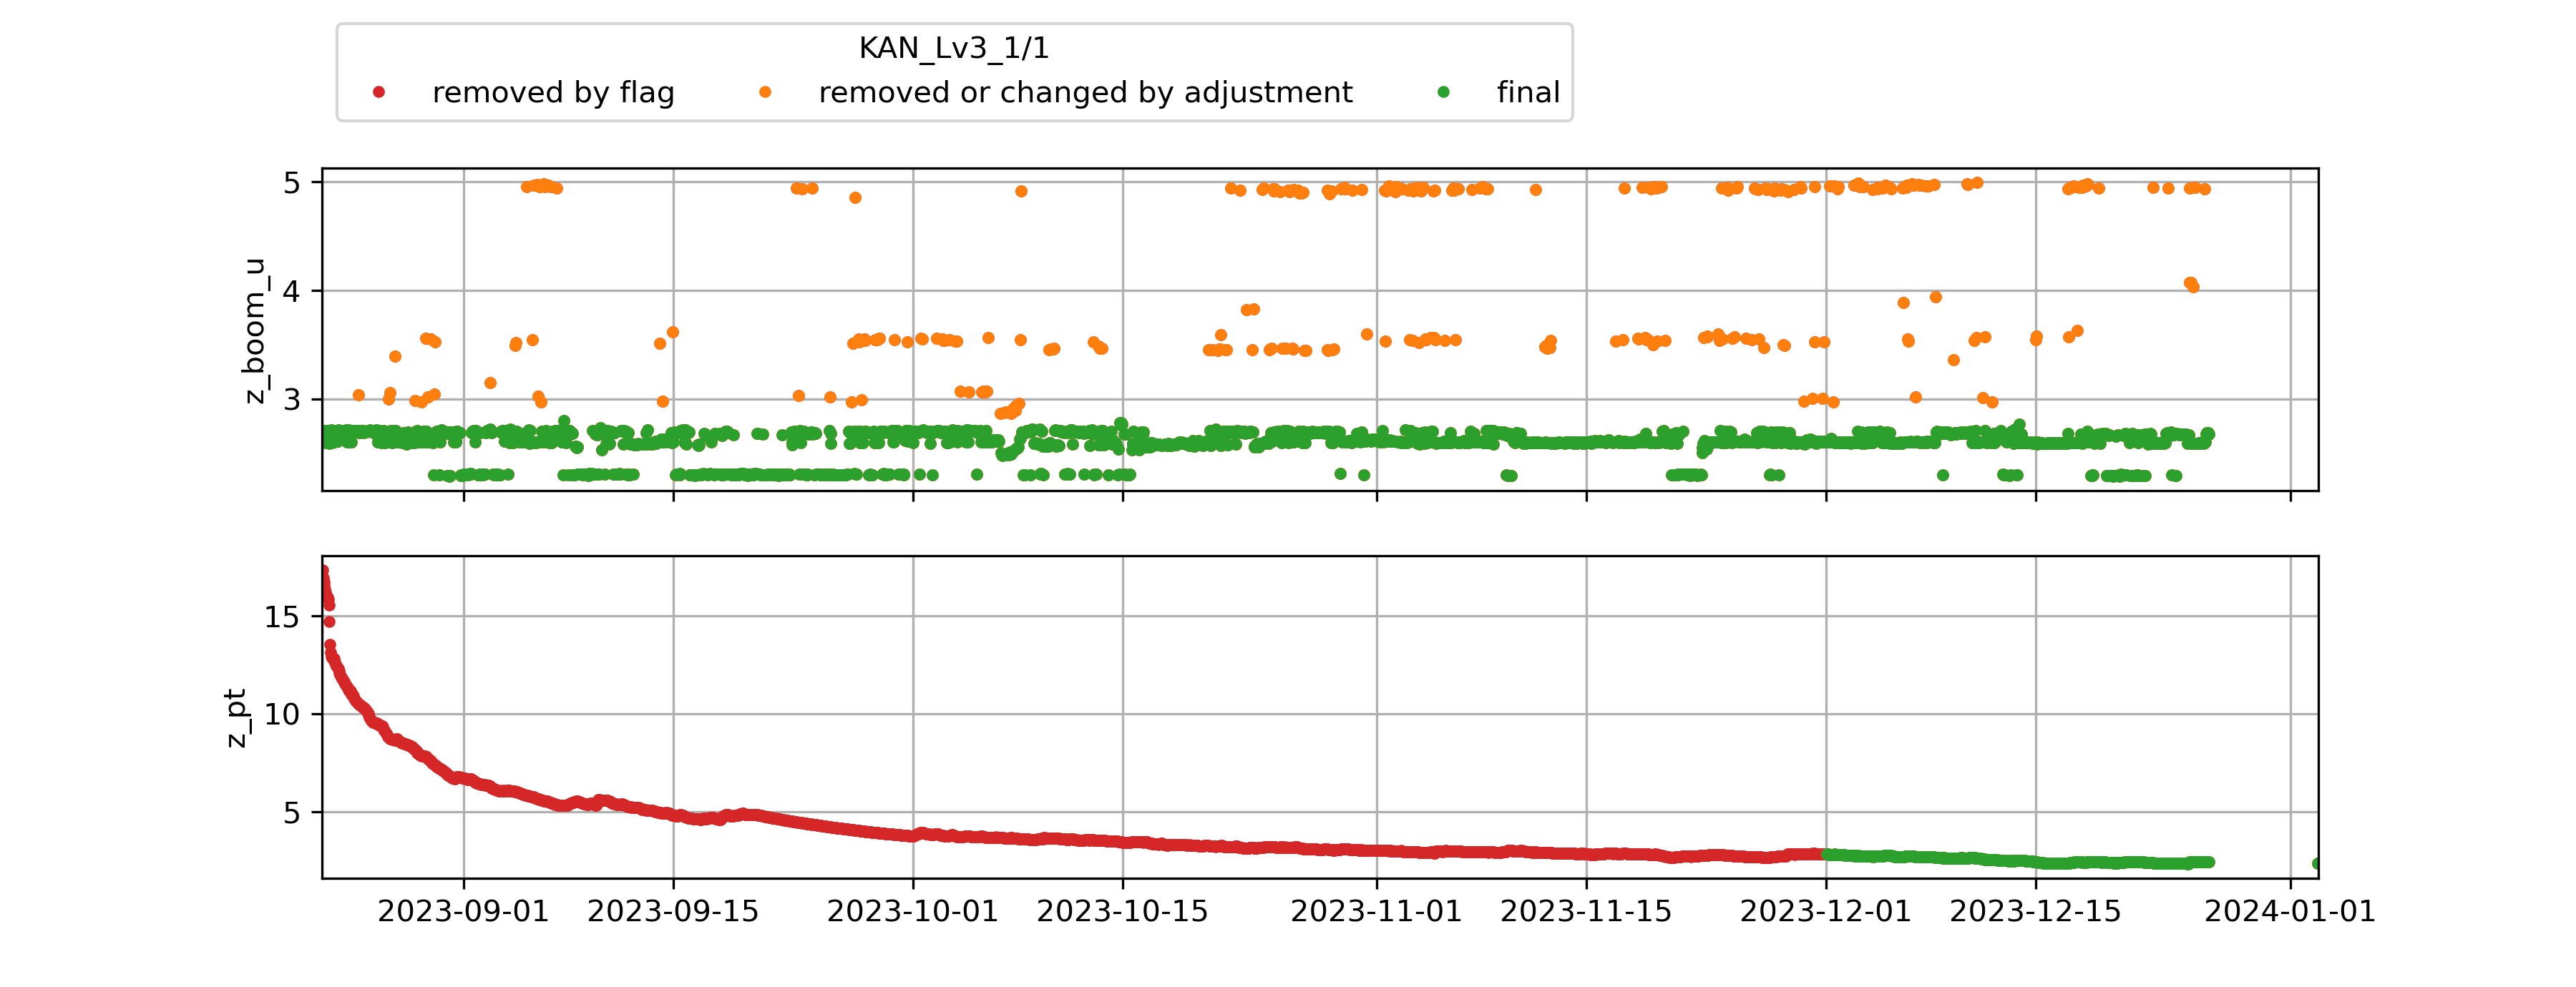 KAN_Lv3_1/1
removed by flag removed or changed by adjustment final
5
4
3
z_boom_u
15
10
5
z_pt
2023-09-01 2023-09-15 2023-10-01 2023-10-15 2023-11-01 2023-11-15 2023-12-01 2023-12-15 2024-01-01